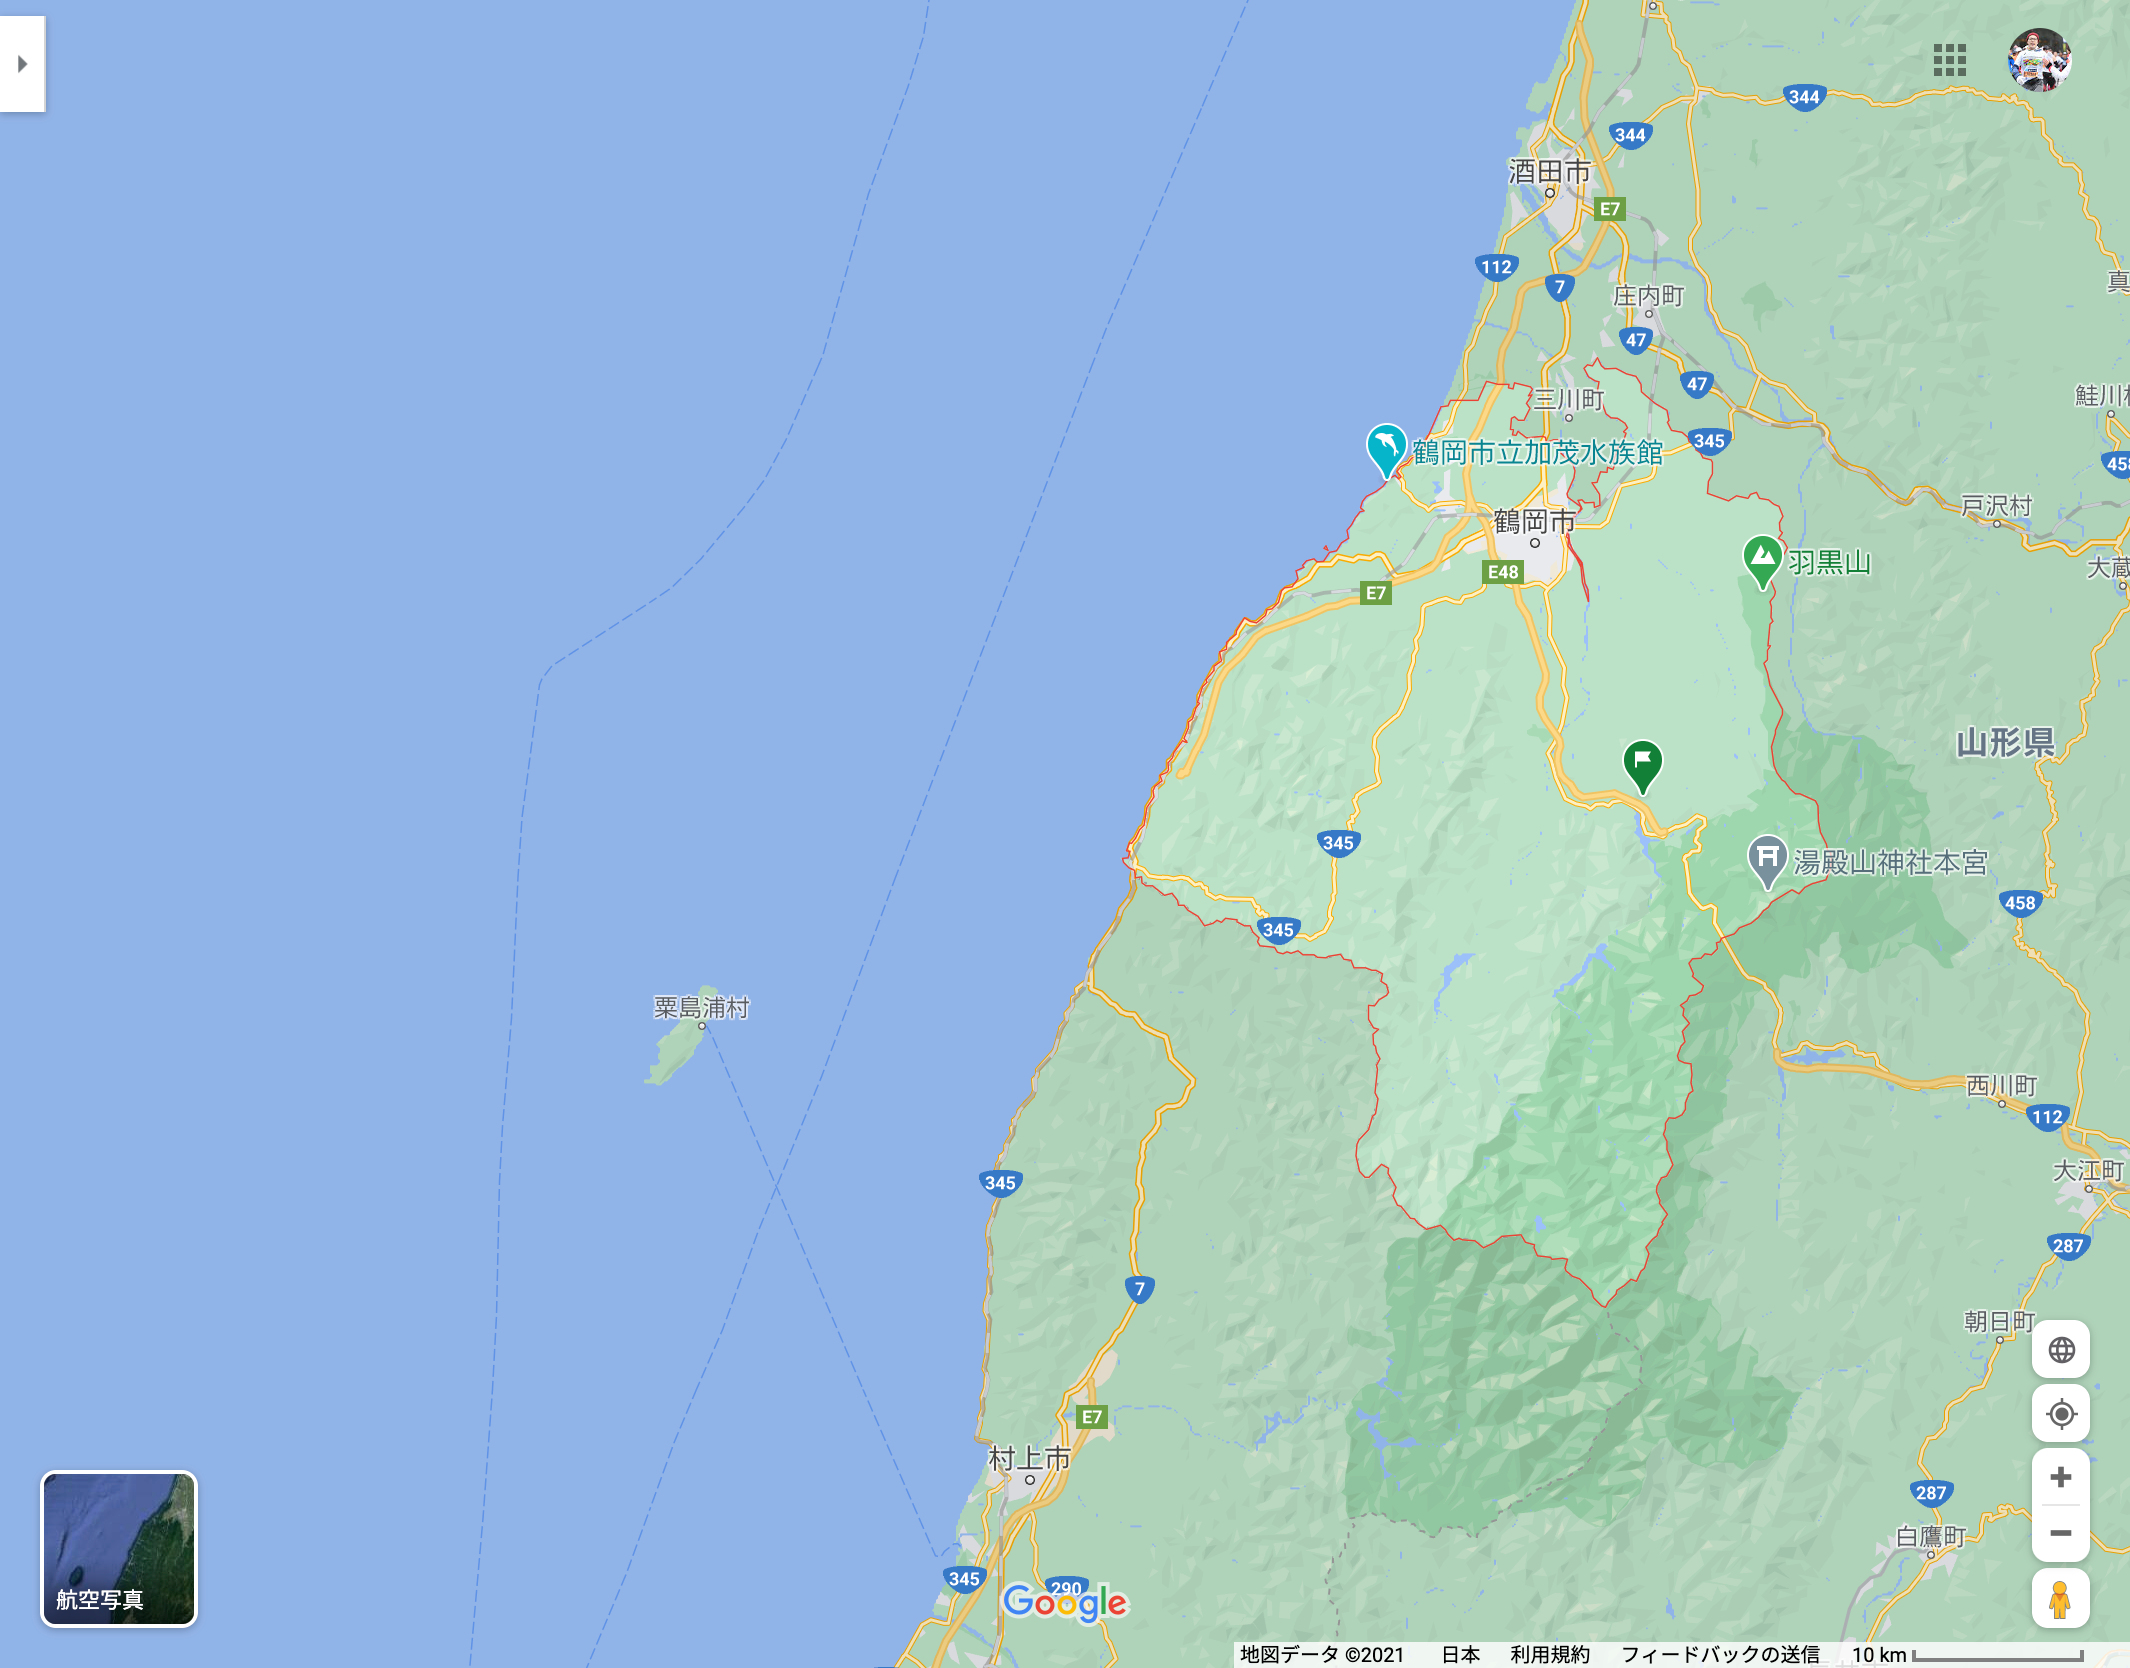 344
344
酒田市
E7
112
7
庄内町
真
47
47
三川町
鮭川村
345
鶴岡市立加茂水族館
458
戸沢村
鶴岡市
羽黒山
E48
大蔵
E7
山形県
345
湯殿山神社本宮
458
345
粟島浦村
西川町
112
大江町
345
287
7
朝日町
E7
村上市
287
白鷹町
345
290
航空写真
Google
地図データ ©2021 日本 利用規約 フィードバックの送信 10 km